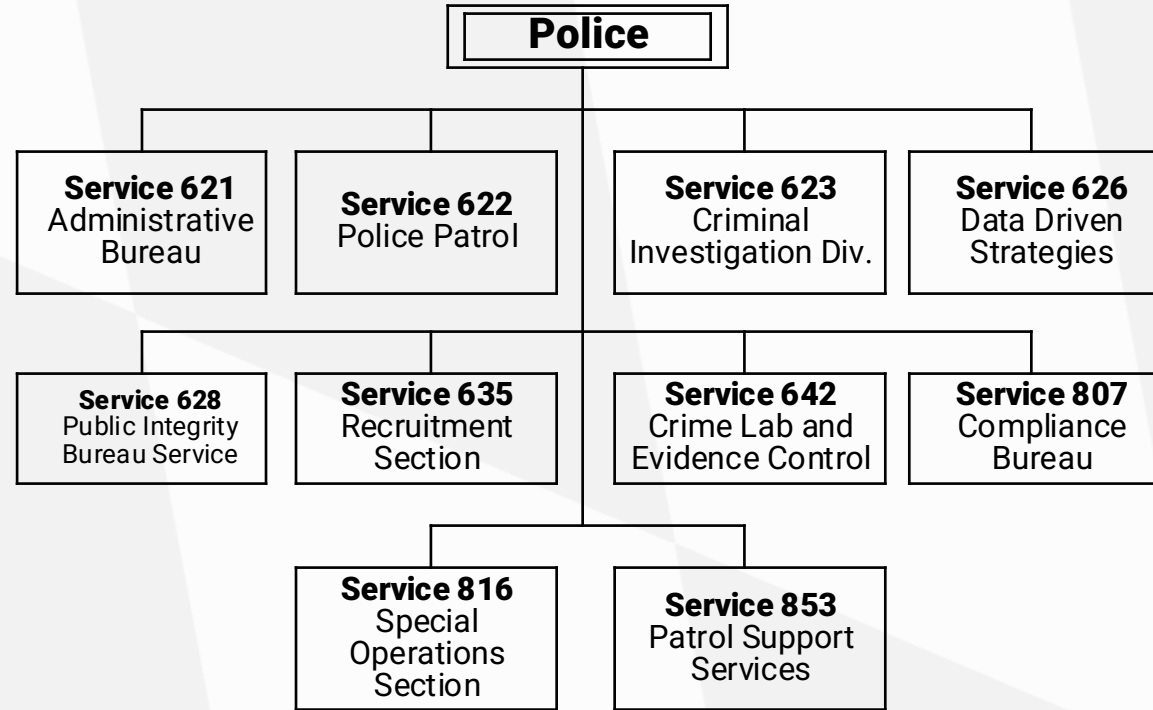 Police
Service 621
Administrative
Bureau
Service 622
Police Patrol
Service 623
Criminal
Investigation Div.
Service 626
Data Driven
Strategies
Service 628
Public Integrity
Bureau Service
Service 635
Recruitment
Section
Service 642
Crime Lab and
Evidence Control
Service 807
Compliance
Bureau
Service 816
Special
Operations
Section
Service 853
Patrol Support
Services